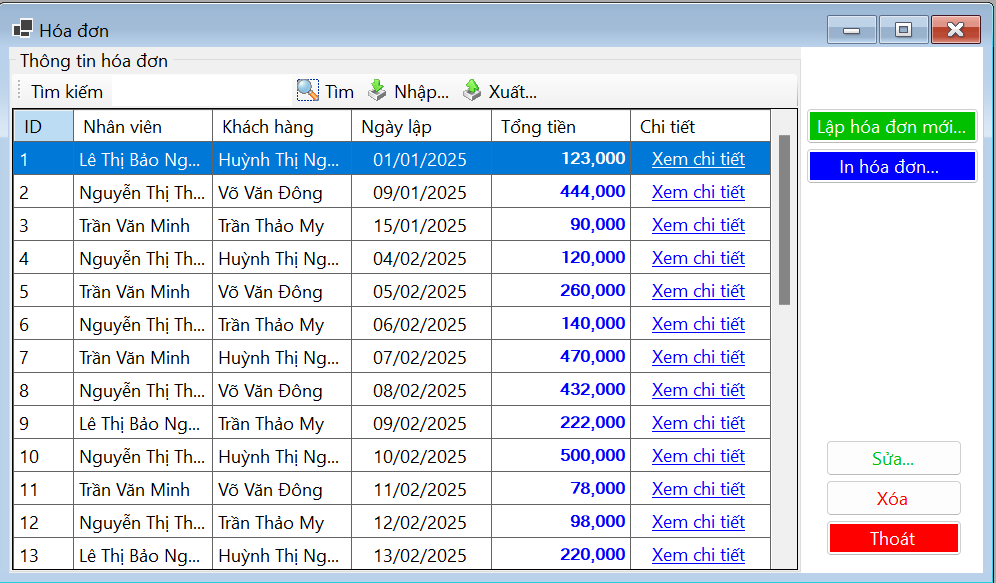 Hóa đơn
Thông tin hóa đơn
Tìm kiếm Tìm Nhập... Xuất...
ID Nhân viên Khách hàng Ngày lập Tổng tiền Chi tiết
1 Lê Thị Bảo Ng... Huỳnh Thị Ng... 01/01/2025 123,000 Xem chi tiết
2 Nguyễn Thị Th... Võ Văn Đông 09/01/2025 444,000 Xem chi tiết
3 Trần Văn Minh Trần Thảo My 15/01/2025 90,000 Xem chi tiết
4 Nguyễn Thị Th... Huỳnh Thị Ng... 04/02/2025 120,000 Xem chi tiết
5 Trần Văn Minh Võ Văn Đông 05/02/2025 260,000 Xem chi tiết
6 Nguyễn Thị Th... Trần Thảo My 06/02/2025 140,000 Xem chi tiết
7 Trần Văn Minh Huỳnh Thị Ng... 07/02/2025 470,000 Xem chi tiết
8 Nguyễn Thị Th... Võ Văn Đông 08/02/2025 432,000 Xem chi tiết
9 Lê Thị Bảo Ng... Trần Thảo My 09/02/2025 222,000 Xem chi tiết
10 Nguyễn Thị Th... Huỳnh Thị Ng... 10/02/2025 500,000 Xem chi tiết
11 Trần Văn Minh Võ Văn Đông 11/02/2025 78,000 Xem chi tiết
12 Nguyễn Thị Th... Trần Thảo My 12/02/2025 98,000 Xem chi tiết
13 Lê Thị Bảo Ng... Huỳnh Thị Ng... 13/02/2025 220,000 Xem chi tiết
Lập hóa đơn mới...
In hóa đơn...
Sửa...
Xóa
Thoát